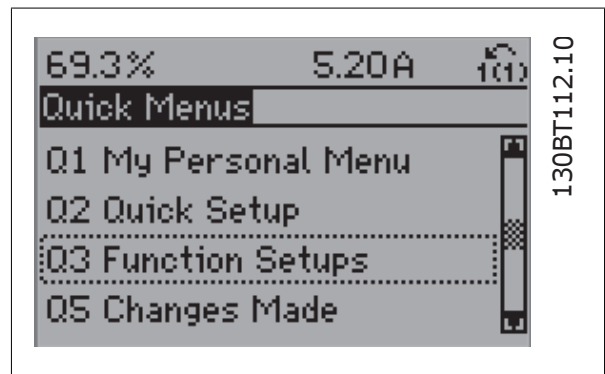 69.3% 5.20A 1(1)
Quick Menus
Q1 My Personal Menu
Q2 Quick Setup
Q3 Function Setups
Q5 Changes Made
130BT112.10